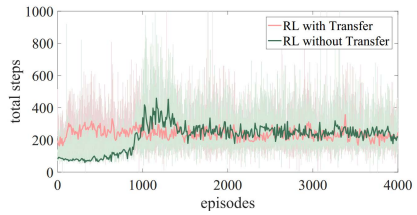 1000
800
600
400
200
0
total steps
RL with Transfer
RL without Transfer
0 1000 2000 3000 4000
episodes